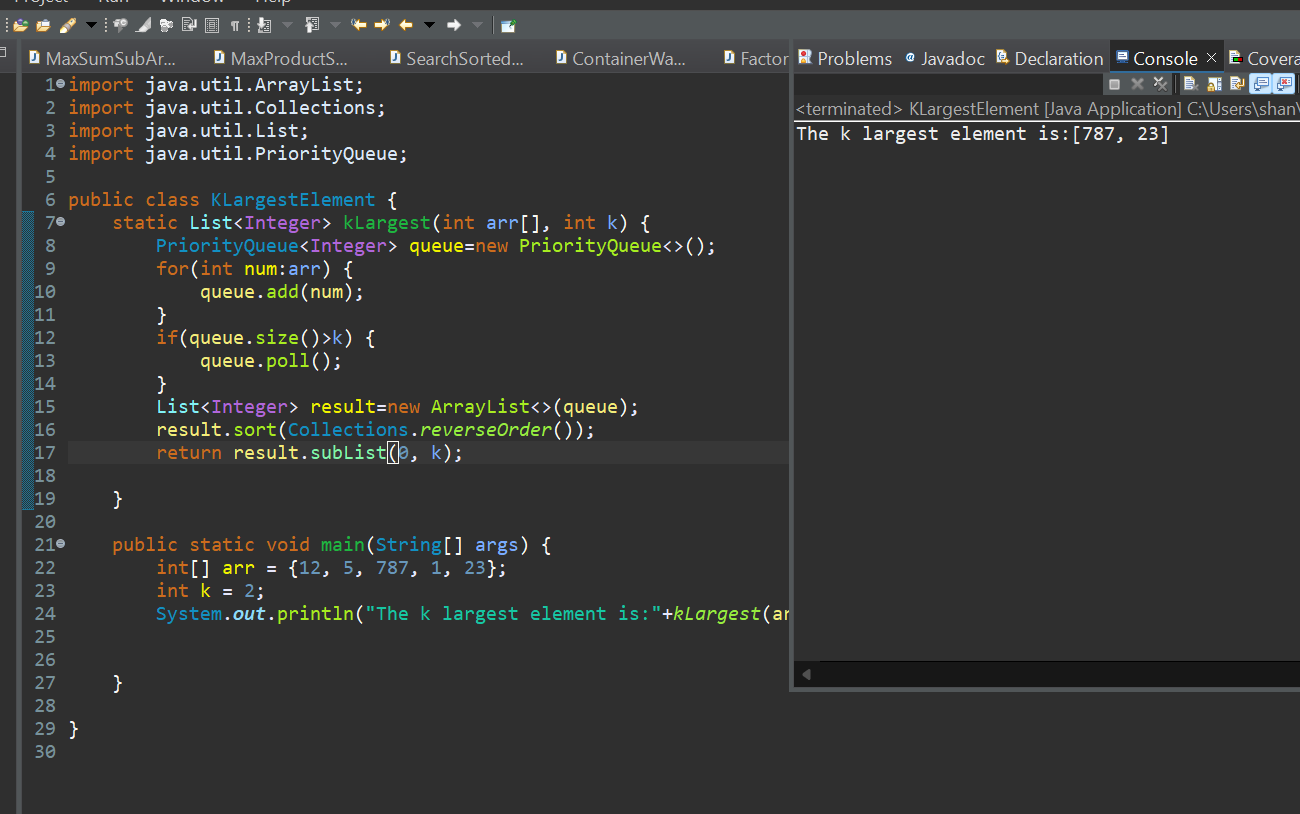 Project Run Window Help
MaxSumSubAr... MaxProductS... SearchSorted... ContainerWa... Factor
Problems Javadoc Declaration Console Covera
<terminated> KLargestElement [Java Application] C:\Users\shan\
The k largest element is:[787, 23]
1 import java.util.ArrayList;
2 import java.util.Collections;
3 import java.util.List;
4 import java.util.PriorityQueue;
5
6 public class KLargestElement {
7 static List<Integer> kLargest(int arr[], int k) {
8 PriorityQueue<Integer> queue=new PriorityQueue<>();
9 for(int num:arr) {
10 queue.add(num);
11 }
12 if(queue.size()>k) {
13 queue.poll();
14 }
15 List<Integer> result=new ArrayList<>(queue);
16 result.sort(Collections.reverseOrder());
17 return result.subList(0, k);
18
19 }
20
21 public static void main(String[] args) {
22 int[] arr = {12, 5, 787, 1, 23};
23 int k = 2;
24 System.out.println("The k largest element is:"+kLargest(ar
25
26
27 }
28
29 }
30